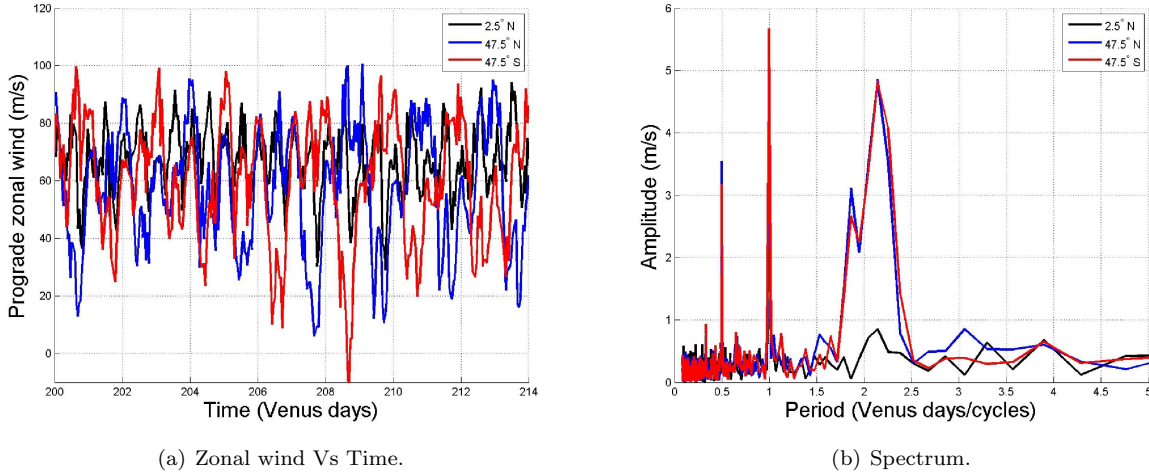 2.5° N
47.5° N
47.5° S
Prograde zonal wind (m/s)
120
100
80
60
40
20
0
200
202
204
206
208
210
212
214
Time (Venus days)
(a) Zonal wind Vs Time.
2.5° N
47.5° N
47.5° S
Amplitude (m/s)
6
5
4
3
2
1
0
0
0.5
1
1.5
2
2.5
3
3.5
4
4.5
5
Period (Venus days/cycles)
(b) Spectrum.